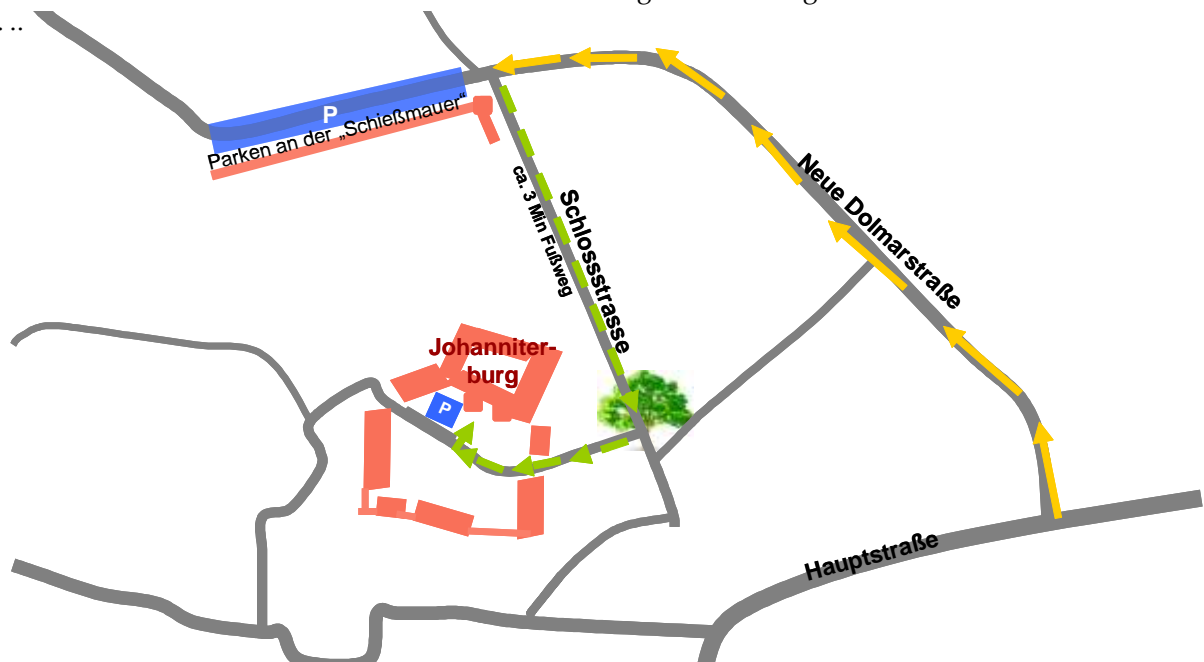 . ..
P
Parken an der „Schießmauer“
Schlossstrasse
ca. 3 Min Fußweg
Neue Dolmarstraße
Johanniter-
burg
P
Hauptstraße